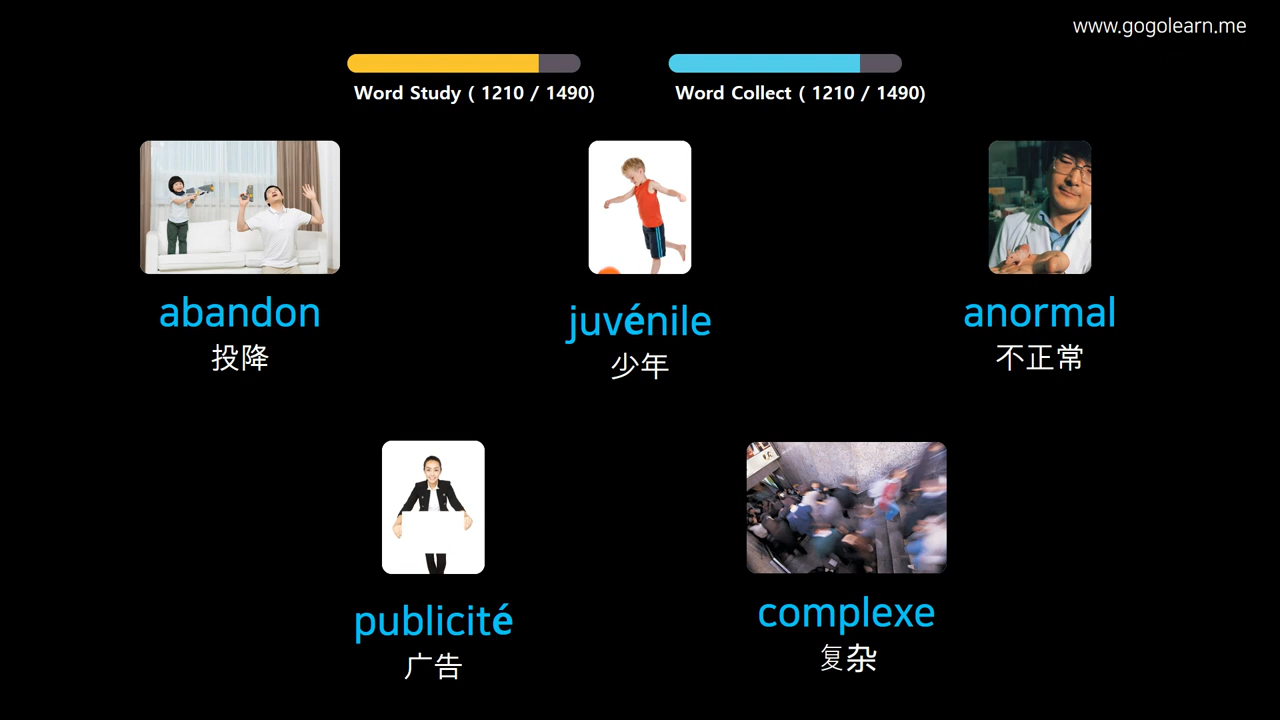 www.gogolearn.me
Word Study ( 1210 / 1490)
Word Collect ( 1210 / 1490)
abandon
投降
juvénile
少年
anormal
不正常
publicité
广告
complexe
复杂